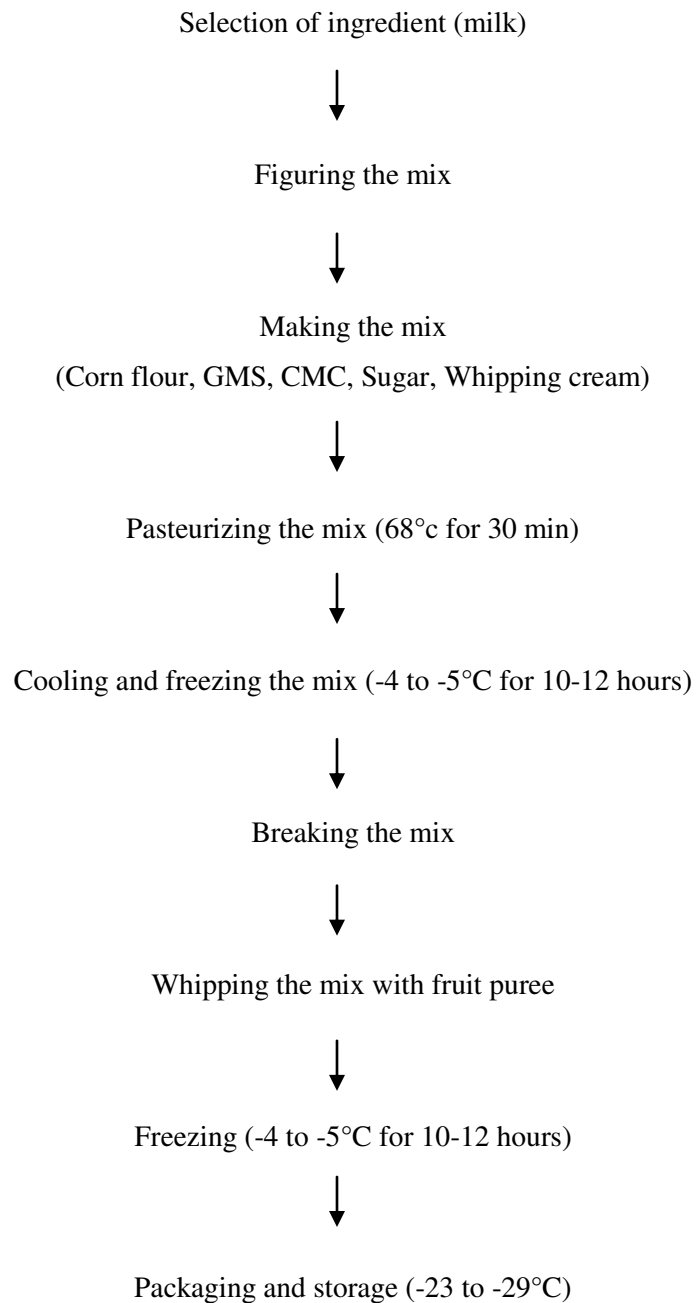 Selection of ingredient (milk)
Figuring the mix
Making the mix
(Corn flour, GMS, CMC, Sugar, Whipping cream)
Pasteurizing the mix (68°c for 30 min)
Cooling and freezing the mix (-4 to -5°C for 10-12 hours)
Breaking the mix
Whipping the mix with fruit puree
Freezing (-4 to -5°C for 10-12 hours)
Packaging and storage (-23 to -29°C)